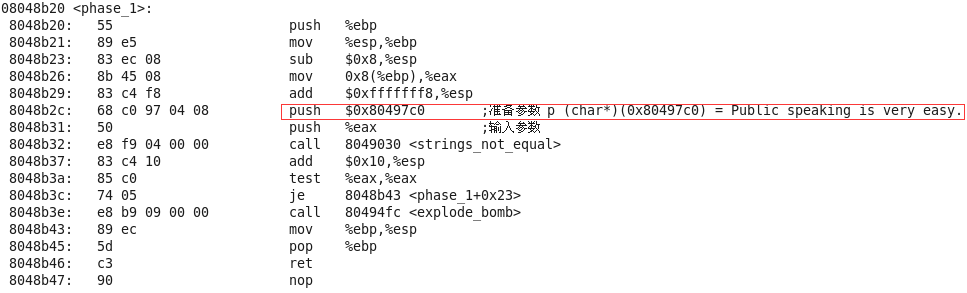 08048b20 <phase_1>:
8048b20: 55 push %ebp
8048b21: 89 e5 mov %esp,%ebp
8048b23: 83 ec 08 sub $0x8,%esp
8048b26: 8b 45 08 mov 0x8(%ebp),%eax
8048b29: 83 c4 f8 add $0xfffffff8,%esp
8048b2c: 68 c0 97 04 08 push $0x80497c0 ;准备参数 p (char*)(0x80497c0) = Public speaking is very easy.
8048b31: 50 push %eax ;输入参数
8048b32: e8 f9 04 00 00 call 8049030 <strings_not_equal>
8048b37: 83 c4 10 add $0x10,%esp
8048b3a: 85 c0 test %eax,%eax
8048b3c: 74 05 je 8048b43 <phase_1+0x23>
8048b3e: e8 b9 09 00 00 call 80494fc <explode_bomb>
8048b43: 89 ec mov %ebp,%esp
8048b45: 5d pop %ebp
8048b46: c3 ret
8048b47: 90 nop